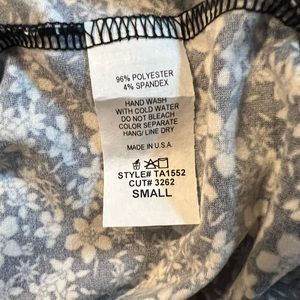 96% POLYESTER
4% SPANDEX
HAND WASH
WITH COLD WATER
DO NOT BLEACH
COLOR SEPARATE
HANG/ LINE DRY
MADE IN U.S.A.
STYLE# TA1552
CUT# 3262
SMALL